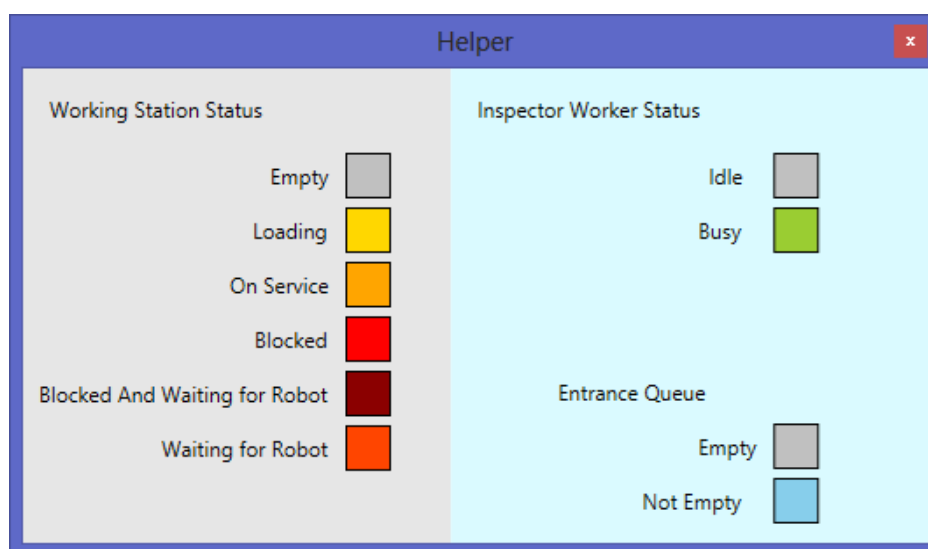 Helper
x
Working Station Status
Empty
Loading
On Service
Blocked
Blocked And Waiting for Robot
Waiting for Robot
Inspector Worker Status
Idle
Busy
Entrance Queue
Empty
Not Empty